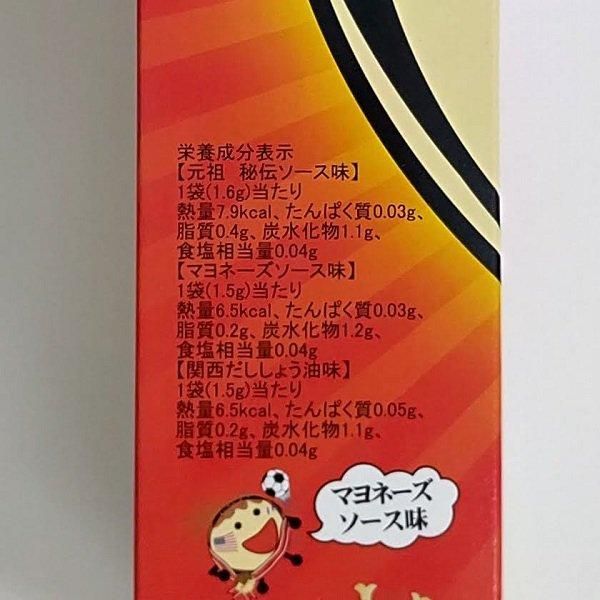 栄養成分表示
【元祖 秘伝ソース味】
1袋(1.6g)当たり
熱量7.9kcal、たんぱく質0.03g、
脂質0.4g、炭水化物1.1g、
食塩相当量0.04g
【マヨネーズソース味】
1袋(1.5g)当たり
熱量6.5kcal、たんぱく質0.03g、
脂質0.2g、炭水化物1.2g、
食塩相当量0.04g
【関西だししょう油味】
1袋(1.5g)当たり
熱量6.5kcal、たんぱく質0.05g、
脂質0.2g、炭水化物1.1g、
食塩相当量0.04g
マヨネーズ
ソース味